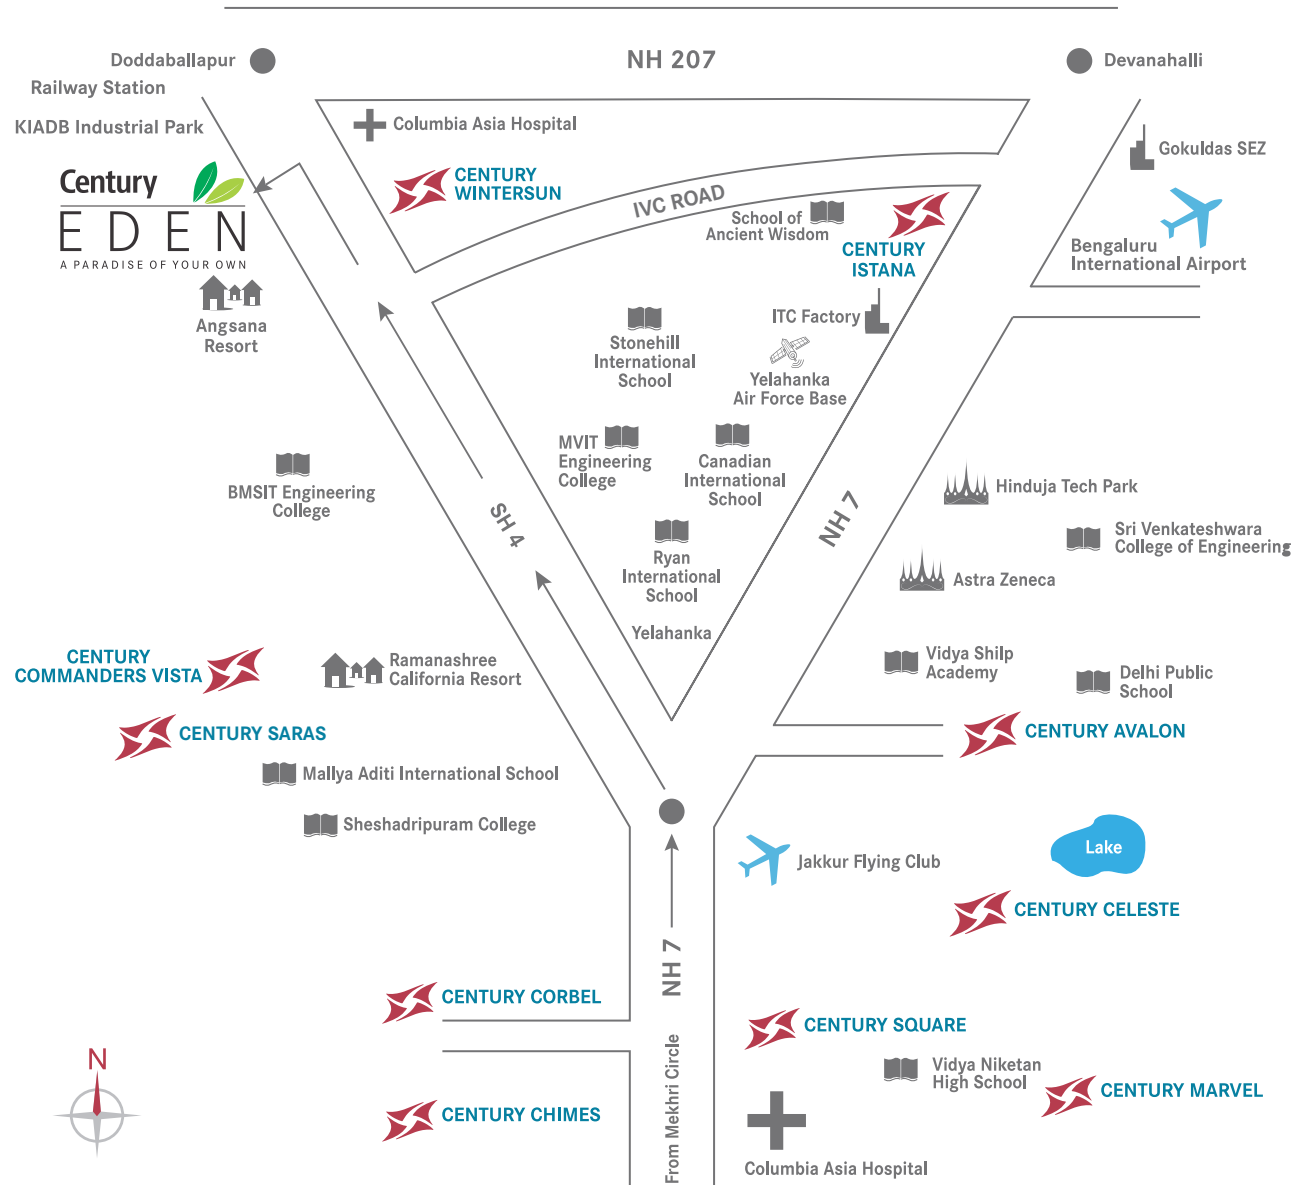 NH 207
Doddaballapur
Devanahalli
Railway Station
KIADB Industrial Park
Columbia Asia Hospital
Gokuldas SEZ
Century
EDEN
A PARADISE OF YOUR OWN
CENTURY
WINTERSUN
IVC ROAD
School of
Ancient Wisdom
CENTURY
ISTANA
Bengaluru
International Airport
Angsana
Resort
ITC Factory
Stonehill
International
School
Yelahanka
Air Force Base
MVIT
Engineering
College
Canadian
International
School
BMSIT Engineering
College
SH 4
NH 7
Hinduja Tech Park
Sri Venkateshwara
College of Engineering
Ryan
International
School
Astra Zeneca
Yelahanka
CENTURY
COMMANDERS VISTA
Ramanashree
California Resort
Vidya Shilp
Academy
Delhi Public
School
CENTURY SARAS
CENTURY AVALON
Mallya Aditi International School
Sheshadripuram College
Jakkur Flying Club
Lake
CENTURY CELESTE
NH 7
CENTURY CORBEL
CENTURY SQUARE
From Mekhri Circle
N
Vidya Niketan
High School
CENTURY MARVEL
CENTURY CHIMES
Columbia Asia Hospital